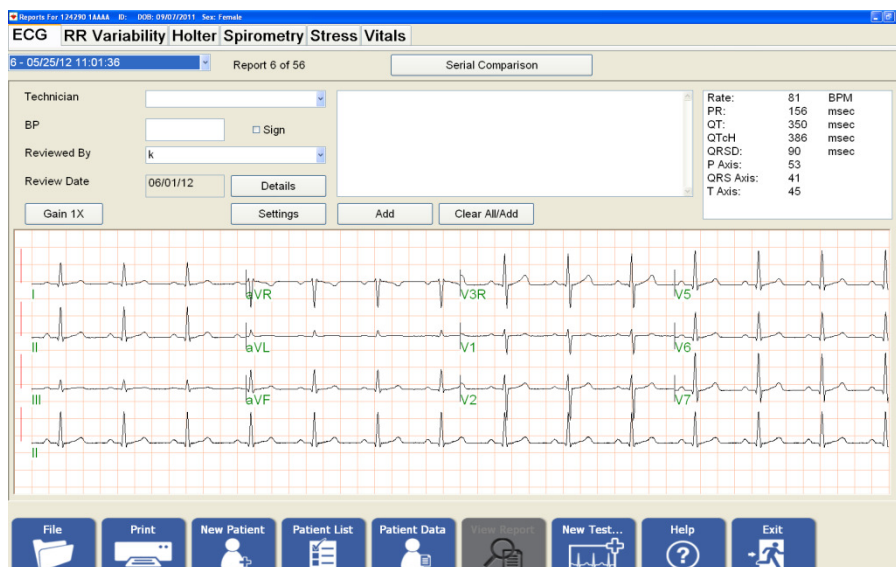 Reports For 124290 1AAAA ID: DOB: 09/07/2011 Sex: Female
ECG RR Variability Holter Spirometry Stress Vitals
6 - 05/25/12 11:01:36 Report 6 of 56 Serial Comparison
Technician
BP Sign
Reviewed By k
Review Date 06/01/12 Details
Gain 1X Settings Add Clear All/Add
Rate: 81 BPM
PR: 156 msec
QT: 350 msec
QTcH 386 msec
QRSD: 90 msec
P Axis: 53
QRS Axis: 41
T Axis: 45
I aVR V3R V5
II aVL V1 V6
III aVF V2 V7
II
File Print New Patient Patient List Patient Data View Report New Test... Help Exit